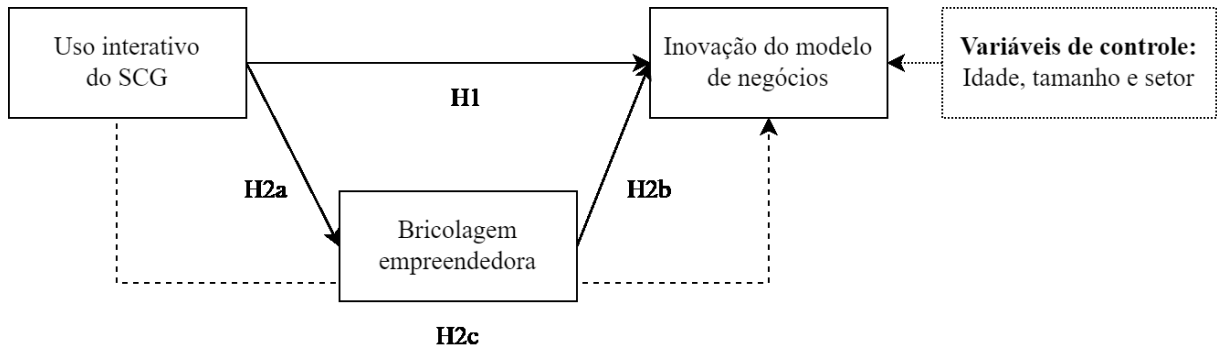 Uso interativo
do SCG
Inovação do modelo
de negócios
Variáveis de controle:
Idade, tamanho e setor
H1
H2a
H2b
Bricolagem
empreendedora
H2c